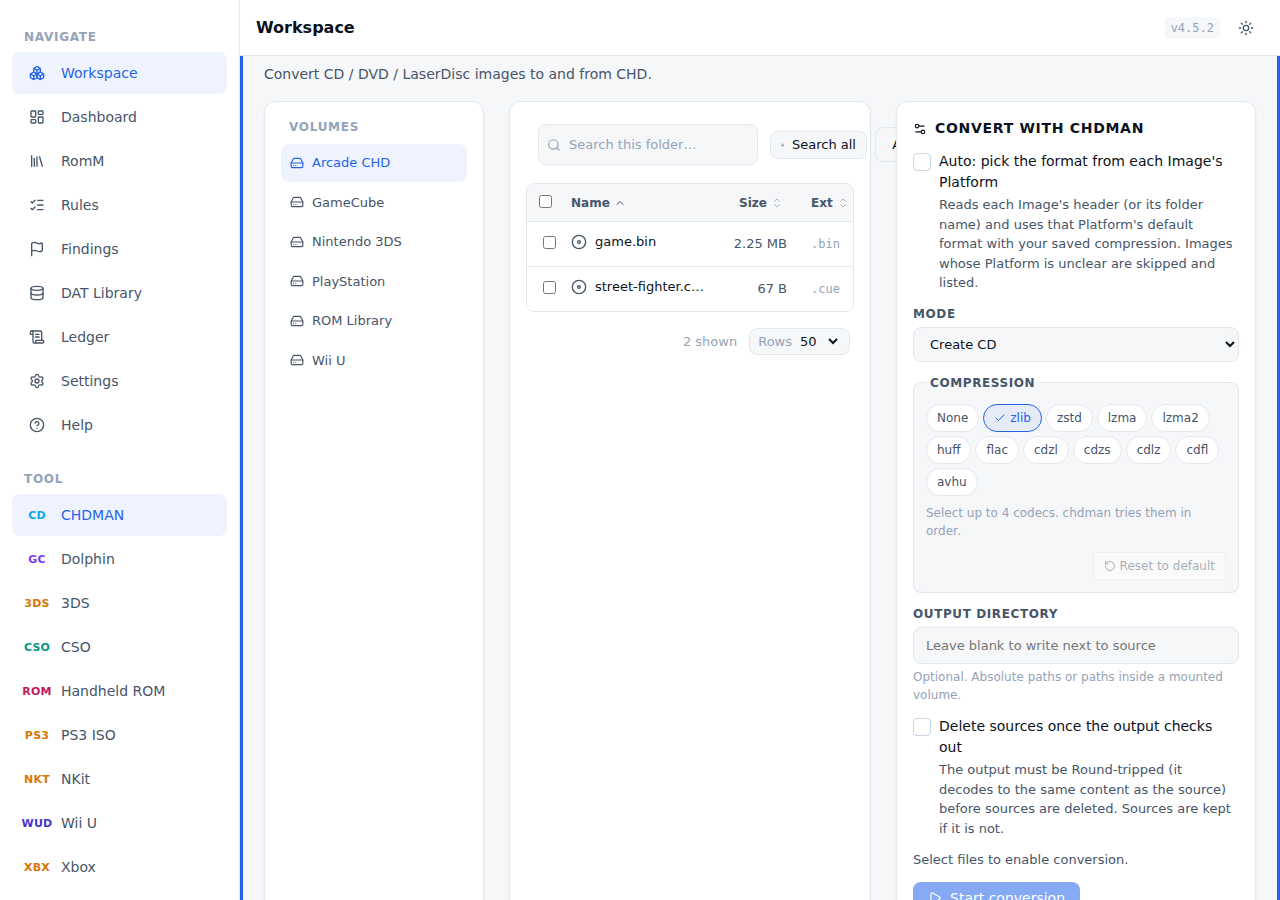 NAVIGATE
Workspace
Dashboard
RomM
Rules
Findings
DAT Library
Ledger
Settings
Help
TOOL
CD CHDMAN
GC Dolphin
3DS 3DS
CSO CSO
ROM Handheld ROM
PS3 PS3 ISO
NKT NKit
WUD Wii U
XBX Xbox
Workspace
v4.5.2
Convert CD / DVD / LaserDisc images to and from CHD.
VOLUMES
Arcade CHD
GameCube
Nintendo 3DS
PlayStation
ROM Library
Wii U
Search this folder…
Search all
Name Size Ext
game.bin 2.25 MB .bin
street-fighter.c… 67 B .cue
2 shown Rows 50
CONVERT WITH CHDMAN
Auto: pick the format from each Image's
Platform
Reads each Image's header (or its folder
name) and uses that Platform's default
format with your saved compression. Images
whose Platform is unclear are skipped and
listed.
MODE
Create CD
COMPRESSION
None zlib zstd lzma lzma2
huff flac cdzl cdzs cdlz cdfl
avhu
Select up to 4 codecs. chdman tries them in
order.
Reset to default
OUTPUT DIRECTORY
Leave blank to write next to source
Optional. Absolute paths or paths inside a mounted
volume.
Delete sources once the output checks
out
The output must be Round-tripped (it
decodes to the same content as the source)
before sources are deleted. Sources are kept
if it is not.
Select files to enable conversion.
Start conversion